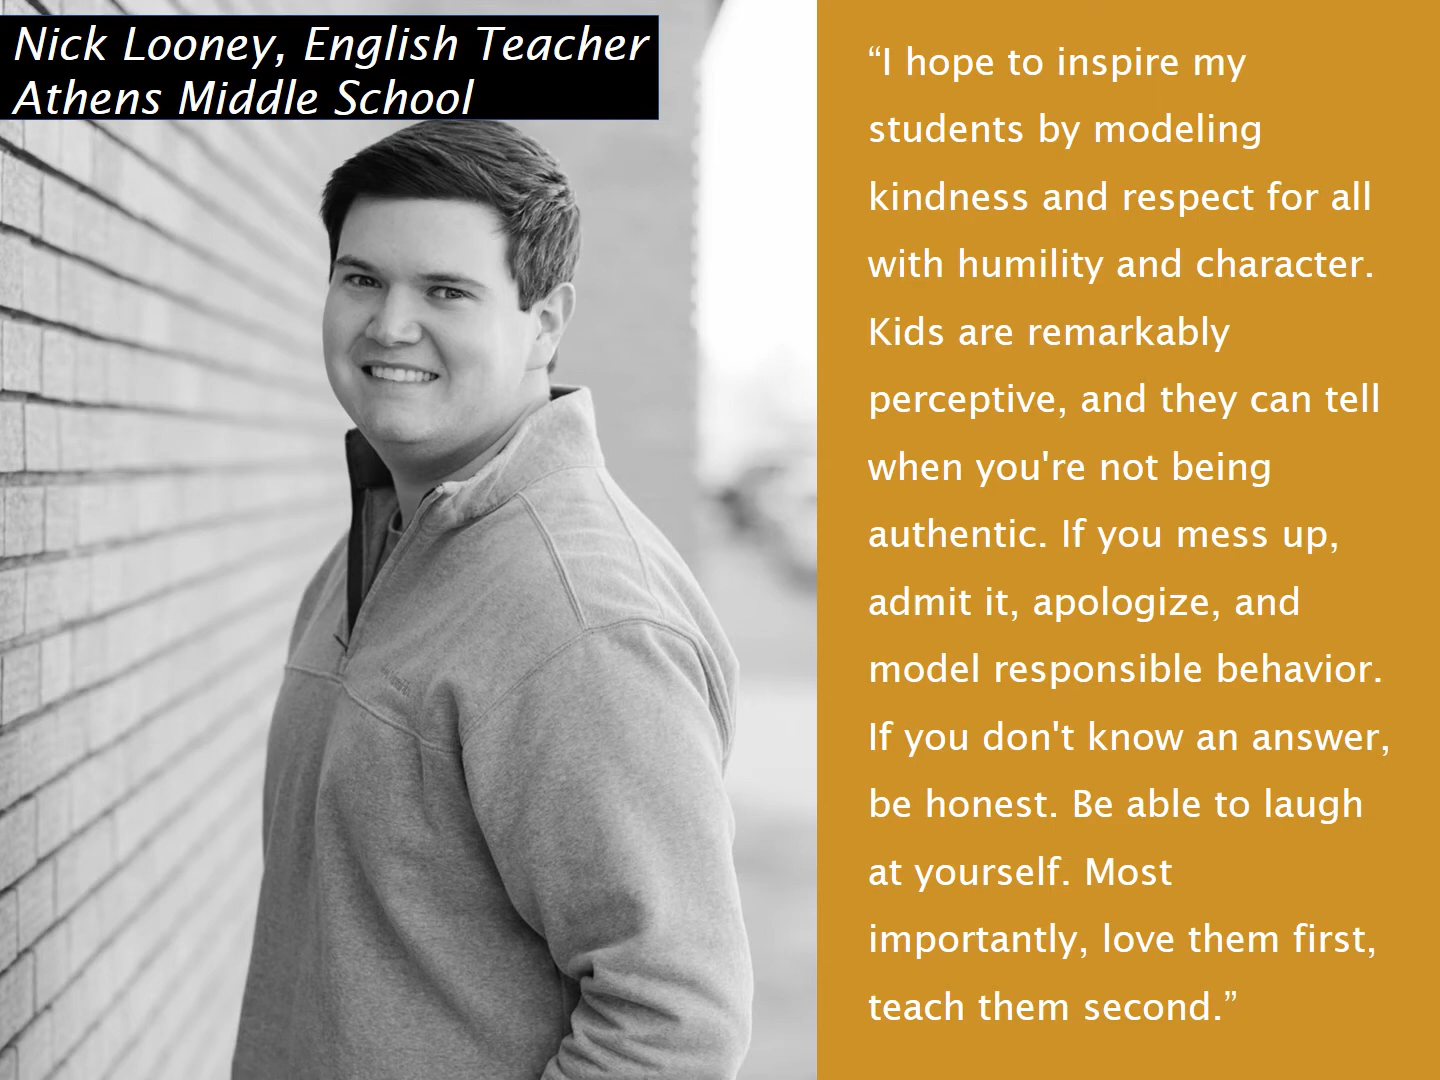 Nick Looney, English Teacher
Athens Middle School
“I hope to inspire my
students by modeling
kindness and respect for all
with humility and character.
Kids are remarkably
perceptive, and they can tell
when you're not being
authentic. If you mess up,
admit it, apologize, and
model responsible behavior.
If you don't know an answer,
be honest. Be able to laugh
at yourself. Most
importantly, love them first,
teach them second.”